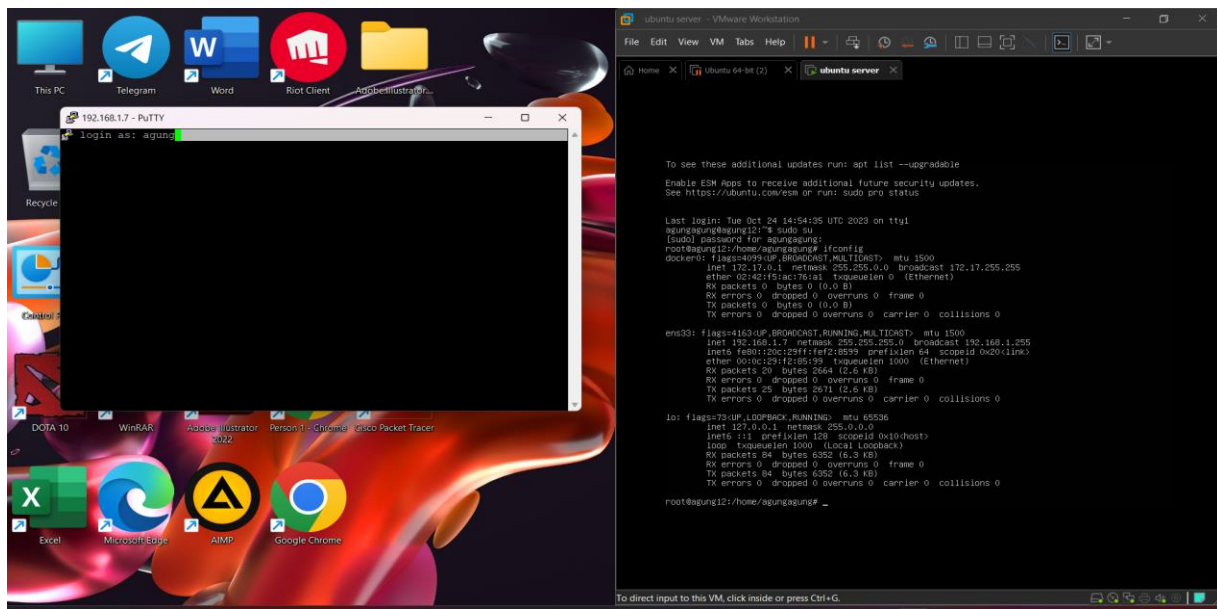 This PC
Telegram
Word
Riot Client
Adobe.Illustrator...
192.168.1.7 - PuTTY
login as: agung
Recycle
Control
DOTA 10
WinRAR
Adobe Illustrator 2022
Person 1 - Chrome
Cisco Packet Tracer
Excel
Microsoft Edge
AIMP
Google Chrome
ubuntu server - VMware Workstation
File Edit View VM Tabs Help
Home Ubuntu 64-bit (2) ubuntu server
To see these additional updates run: apt list --upgradable
Enable ESM Apps to receive additional future security updates.
See https://ubuntu.com/esm or run: sudo pro status
Last login: Tue Oct 24 14:54:35 UTC 2023 on tty1
agungagung@agung12:~$ sudo su
[sudo] password for agungagung:
root@agung12:/home/agungagung# ifconfig
docker0: flags=4099<UP,BROADCAST,MULTICAST> mtu 1500
inet 172.17.0.1 netmask 255.255.0.0 broadcast 172.17.255.255
ether 02:42:f5:ac:76:a1 txqueuelen 0 (Ethernet)
RX packets 0 bytes 0 (0.0 B)
RX errors 0 dropped 0 overruns 0 frame 0
TX packets 0 bytes 0 (0.0 B)
TX errors 0 dropped 0 overruns 0 carrier 0 collisions 0
ens33: flags=4163<UP,BROADCAST,RUNNING,MULTICAST> mtu 1500
inet 192.168.1.7 netmask 255.255.255.0 broadcast 192.168.1.255
inet6 fe80::20c:29ff:fef2:8599 prefixlen 64 scopeid 0x20<link>
ether 00:0c:29:f2:85:99 txqueuelen 1000 (Ethernet)
RX packets 20 bytes 2664 (2.6 KB)
RX errors 0 dropped 0 overruns 0 frame 0
TX packets 25 bytes 2671 (2.6 KB)
TX errors 0 dropped 0 overruns 0 carrier 0 collisions 0
lo: flags=73<UP,LOOPBACK,RUNNING> mtu 65536
inet 127.0.0.1 netmask 255.0.0.0
inet6 ::1 prefixlen 128 scopeid 0x10<host>
loop txqueuelen 1000 (Local Loopback)
RX packets 84 bytes 6352 (6.3 KB)
RX errors 0 dropped 0 overruns 0 frame 0
TX packets 84 bytes 6352 (6.3 KB)
TX errors 0 dropped 0 overruns 0 carrier 0 collisions 0
root@agung12:/home/agungagung# _
To direct input to this VM, click inside or press Ctrl+G.